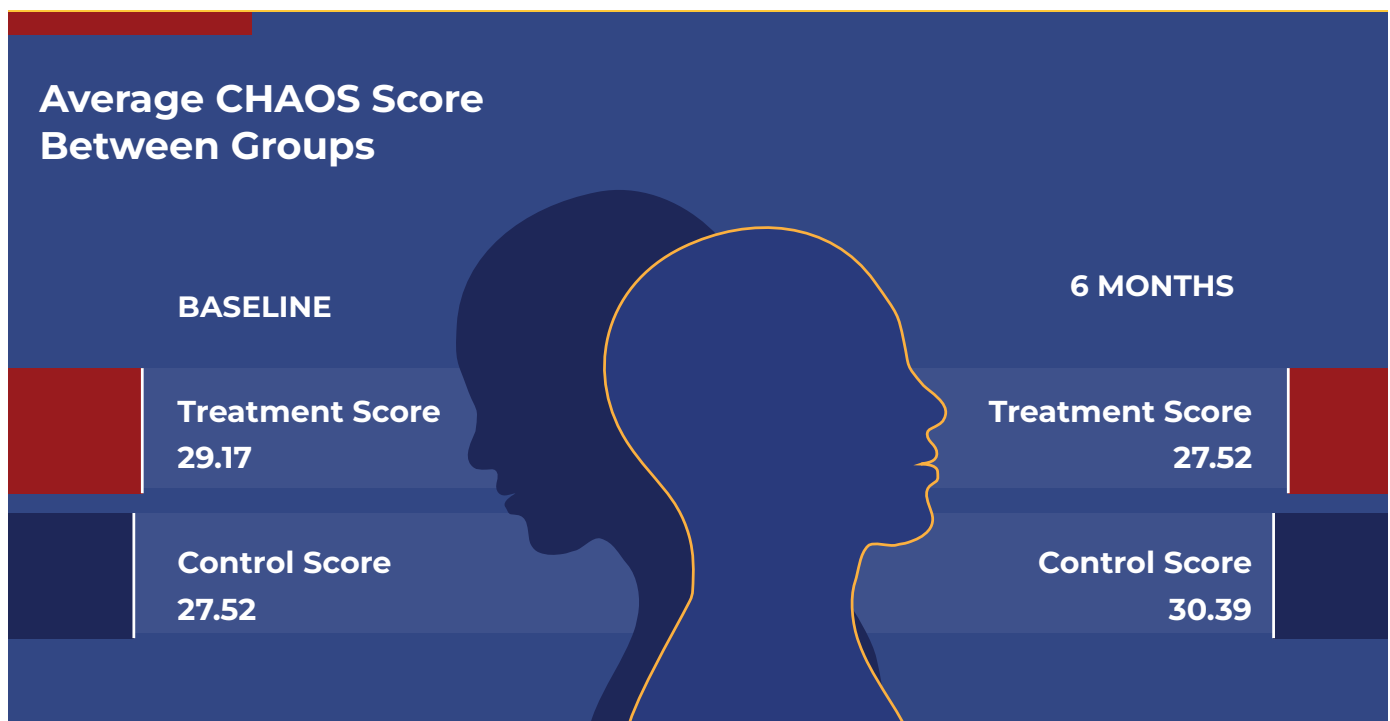 Average CHAOS Score
Between Groups
BASELINE
Treatment Score
29.17
Control Score
27.52
6 MONTHS
Treatment Score
27.52
Control Score
30.39